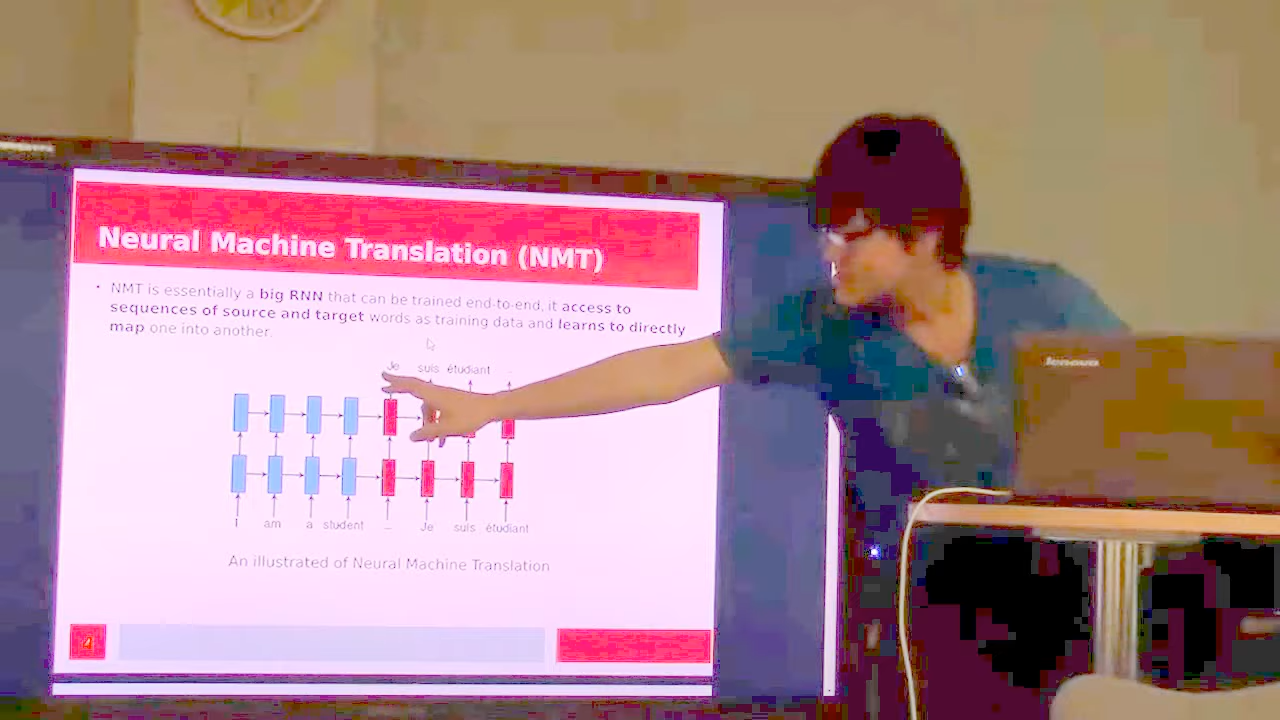 Neural Machine Translation (NMT)
• NMT is essentially a big RNN that can be trained end-to-end, it access to
sequences of source and target words as training data and learns to directly
map one into another.
Je suis étudiant
I am a student _ Je suis étudiant
An illustrated of Neural Machine Translation
4
lenovo